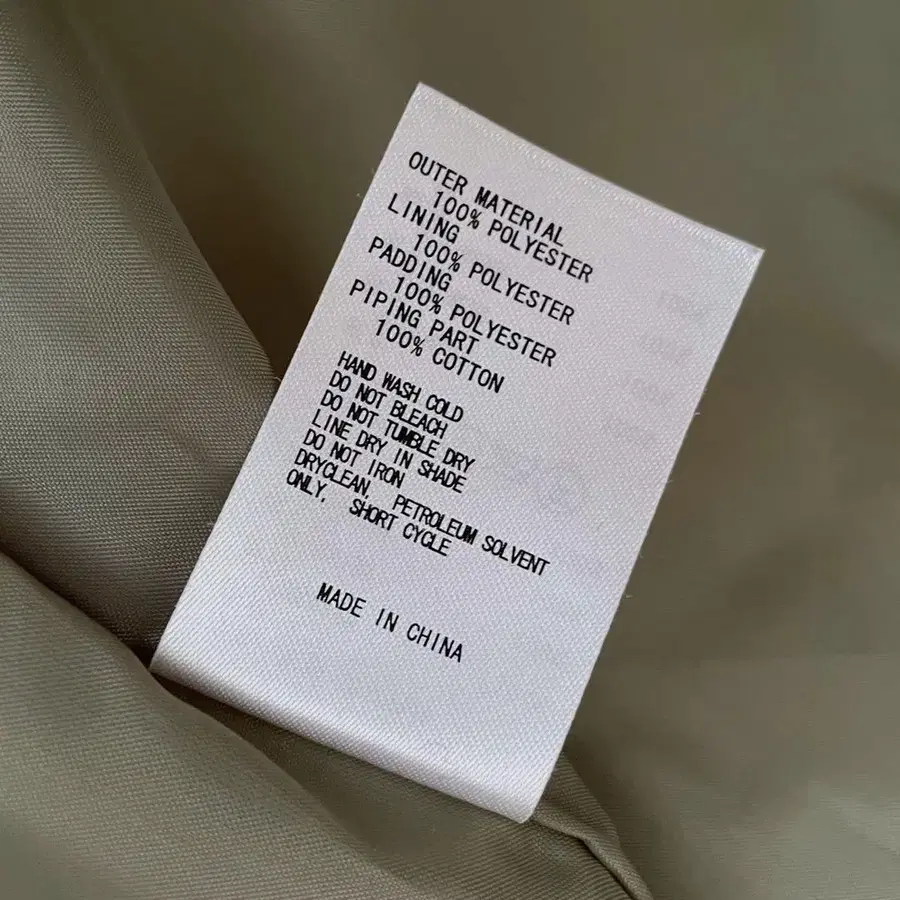 OUTER MATERIAL
100% POLYESTER
LINING
100% POLYESTER
PADDING
100% POLYESTER
PIPING PART
100% COTTON
HAND WASH COLD
DO NOT BLEACH
DO NOT TUMBLE DRY
LINE DRY IN SHADE
DO NOT IRON
DRYCLEAN, PETROLEUM SOLVENT
ONLY, SHORT CYCLE
MADE IN CHINA